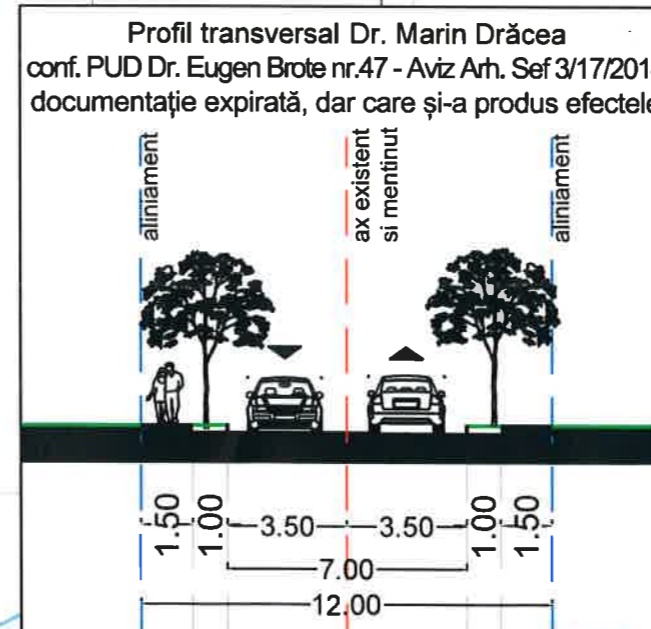 Profil transversal Dr. Marin Drăcea
conf. PUD Dr. Eugen Brote nr.47 - Aviz Arh. Sef 3/17/201
documentație expirată, dar care și-a produs efectele
aliniament
ax existent
si mentinut
aliniament
1.50 1.00 3.50 3.50 1.00 1.50
7.00
12.00